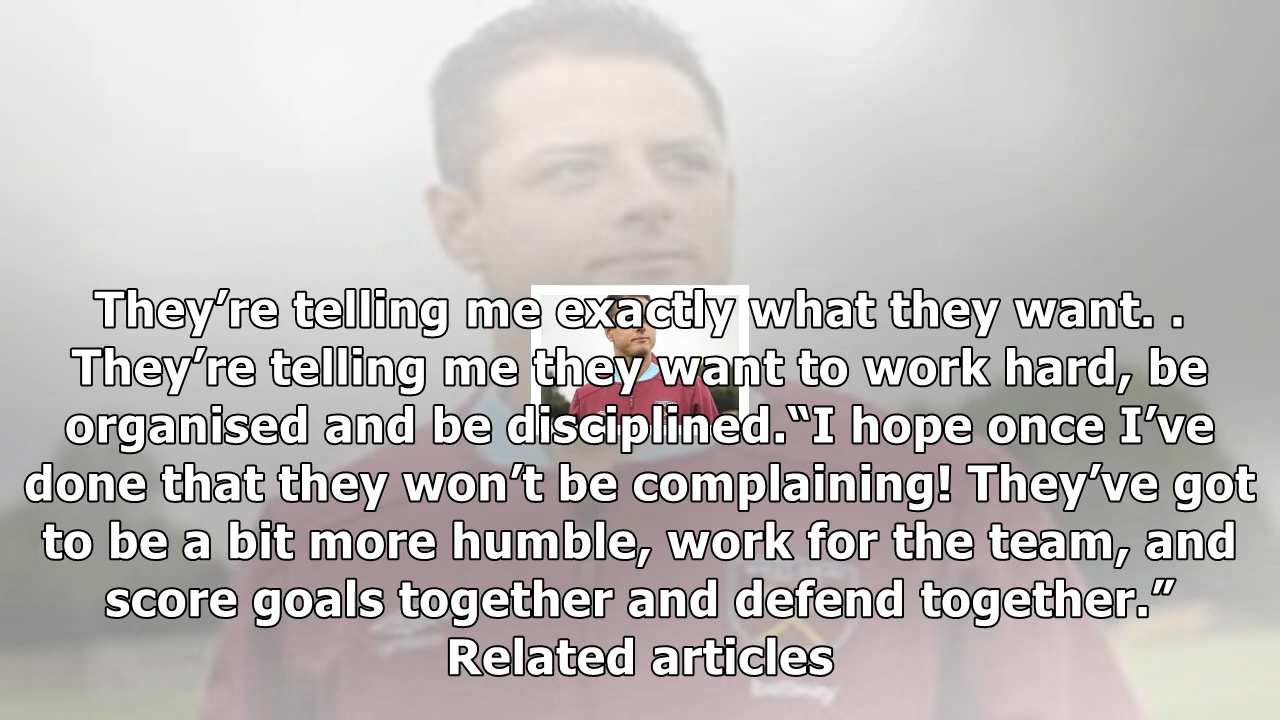 They’re telling me exactly what they want. .
They’re telling me they want to work hard, be
organised and be disciplined.“I hope once I’ve
done that they won’t be complaining! They’ve got
to be a bit more humble, work for the team, and
score goals together and defend together.”
Related articles